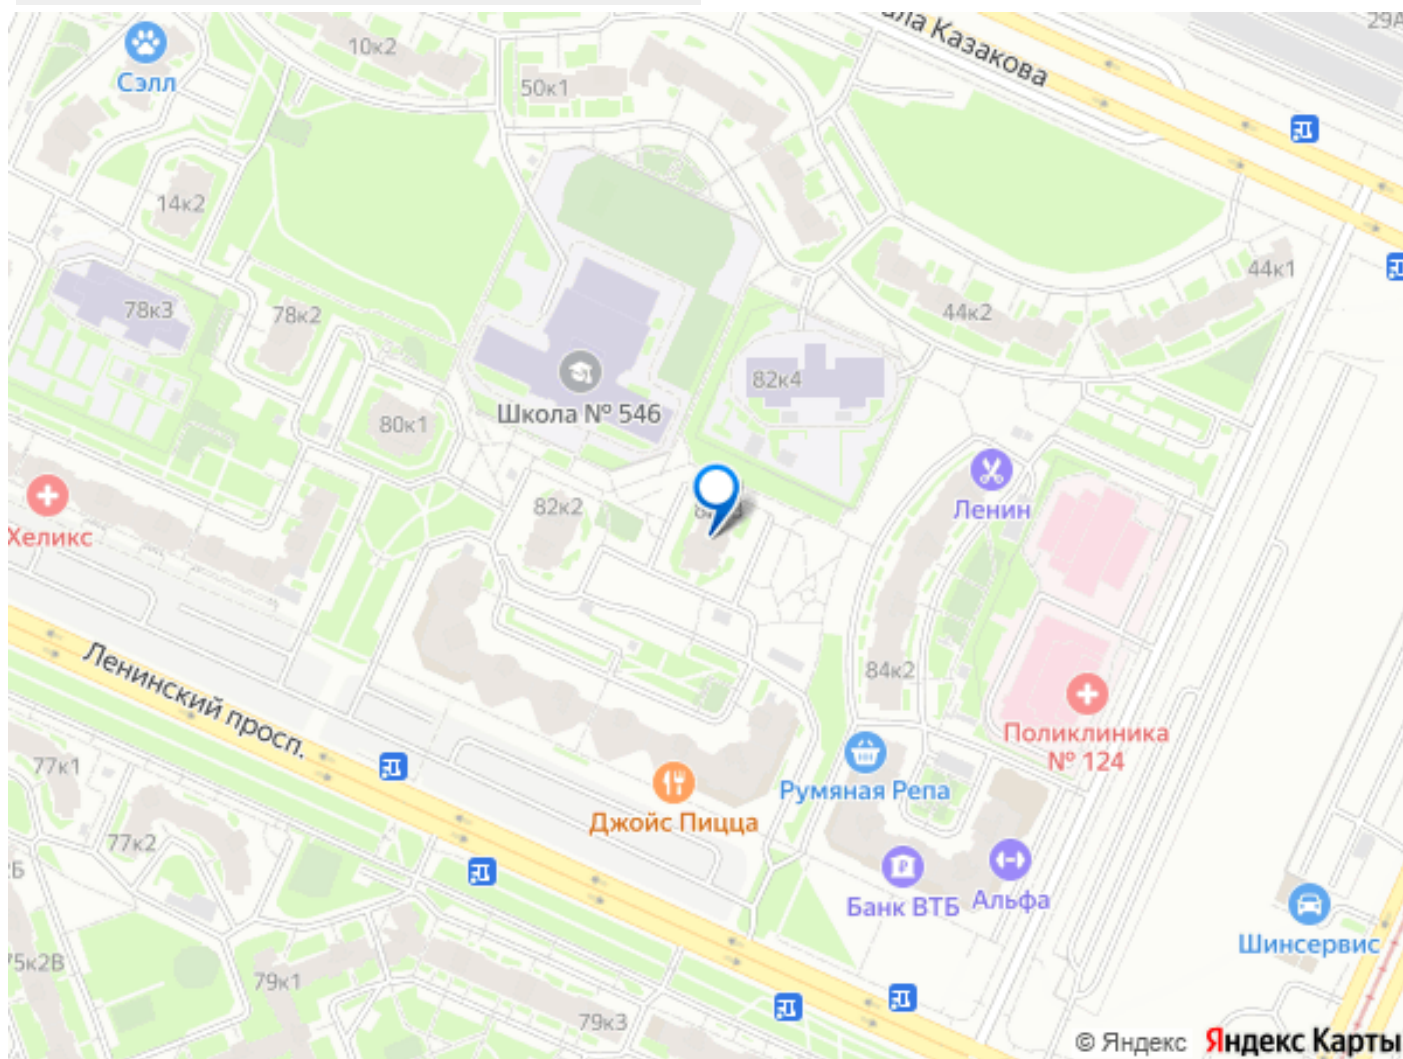 ала Казакова
29А
10к2
Сэлл
50к1
14к2
44к1
78к3
78к2
44к2
82к4
Школа № 546
80к1
Ленин
82к2
Хеликс
Ленинский просп.
84к2
Поликлиника
№ 124
77к1
Румяная Репа
Джойс Пицца
77к2
Банк ВТБ
Альфа
Шинсервис
75к2В
79к1
79к3
© Яндекс
Яндекс Карты